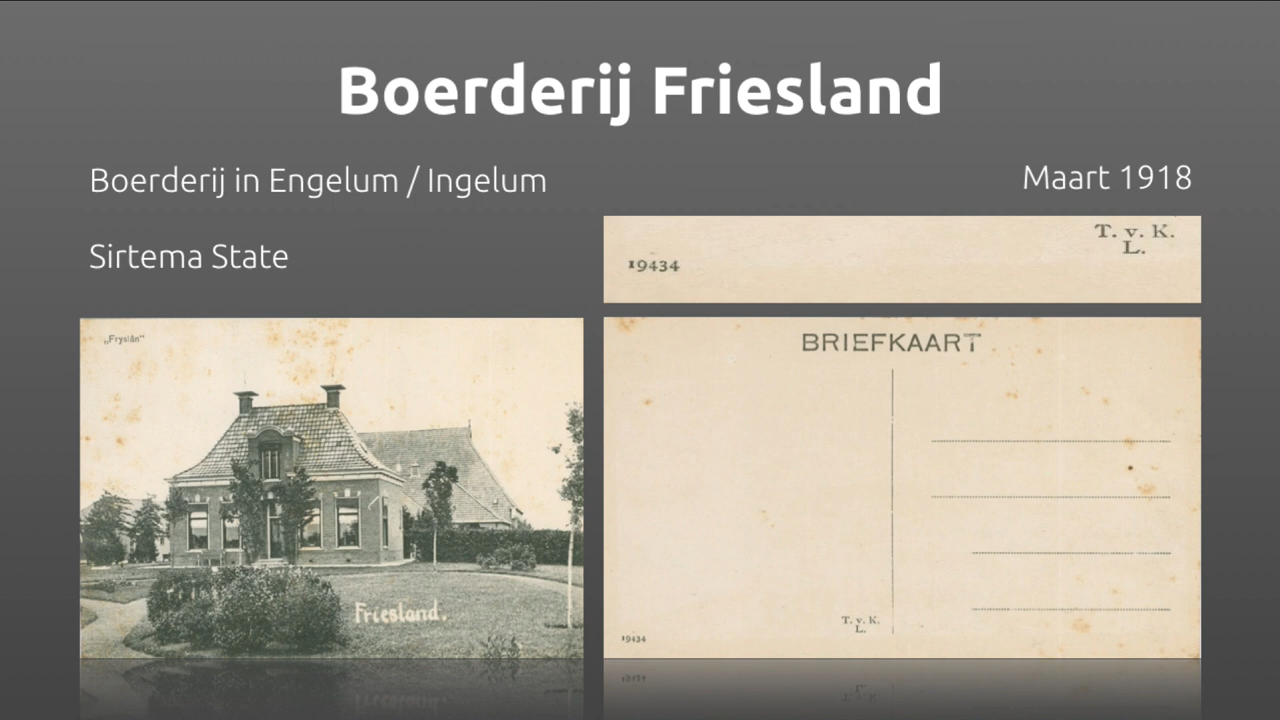 Boerderij Friesland
Boerderij in Engelum / Ingelum
Maart 1918
Sirtema State
T. v. K.
L.
19434
„Fryslân“
Friesland.
BRIEFKAART
T. v. K.
L.
19434